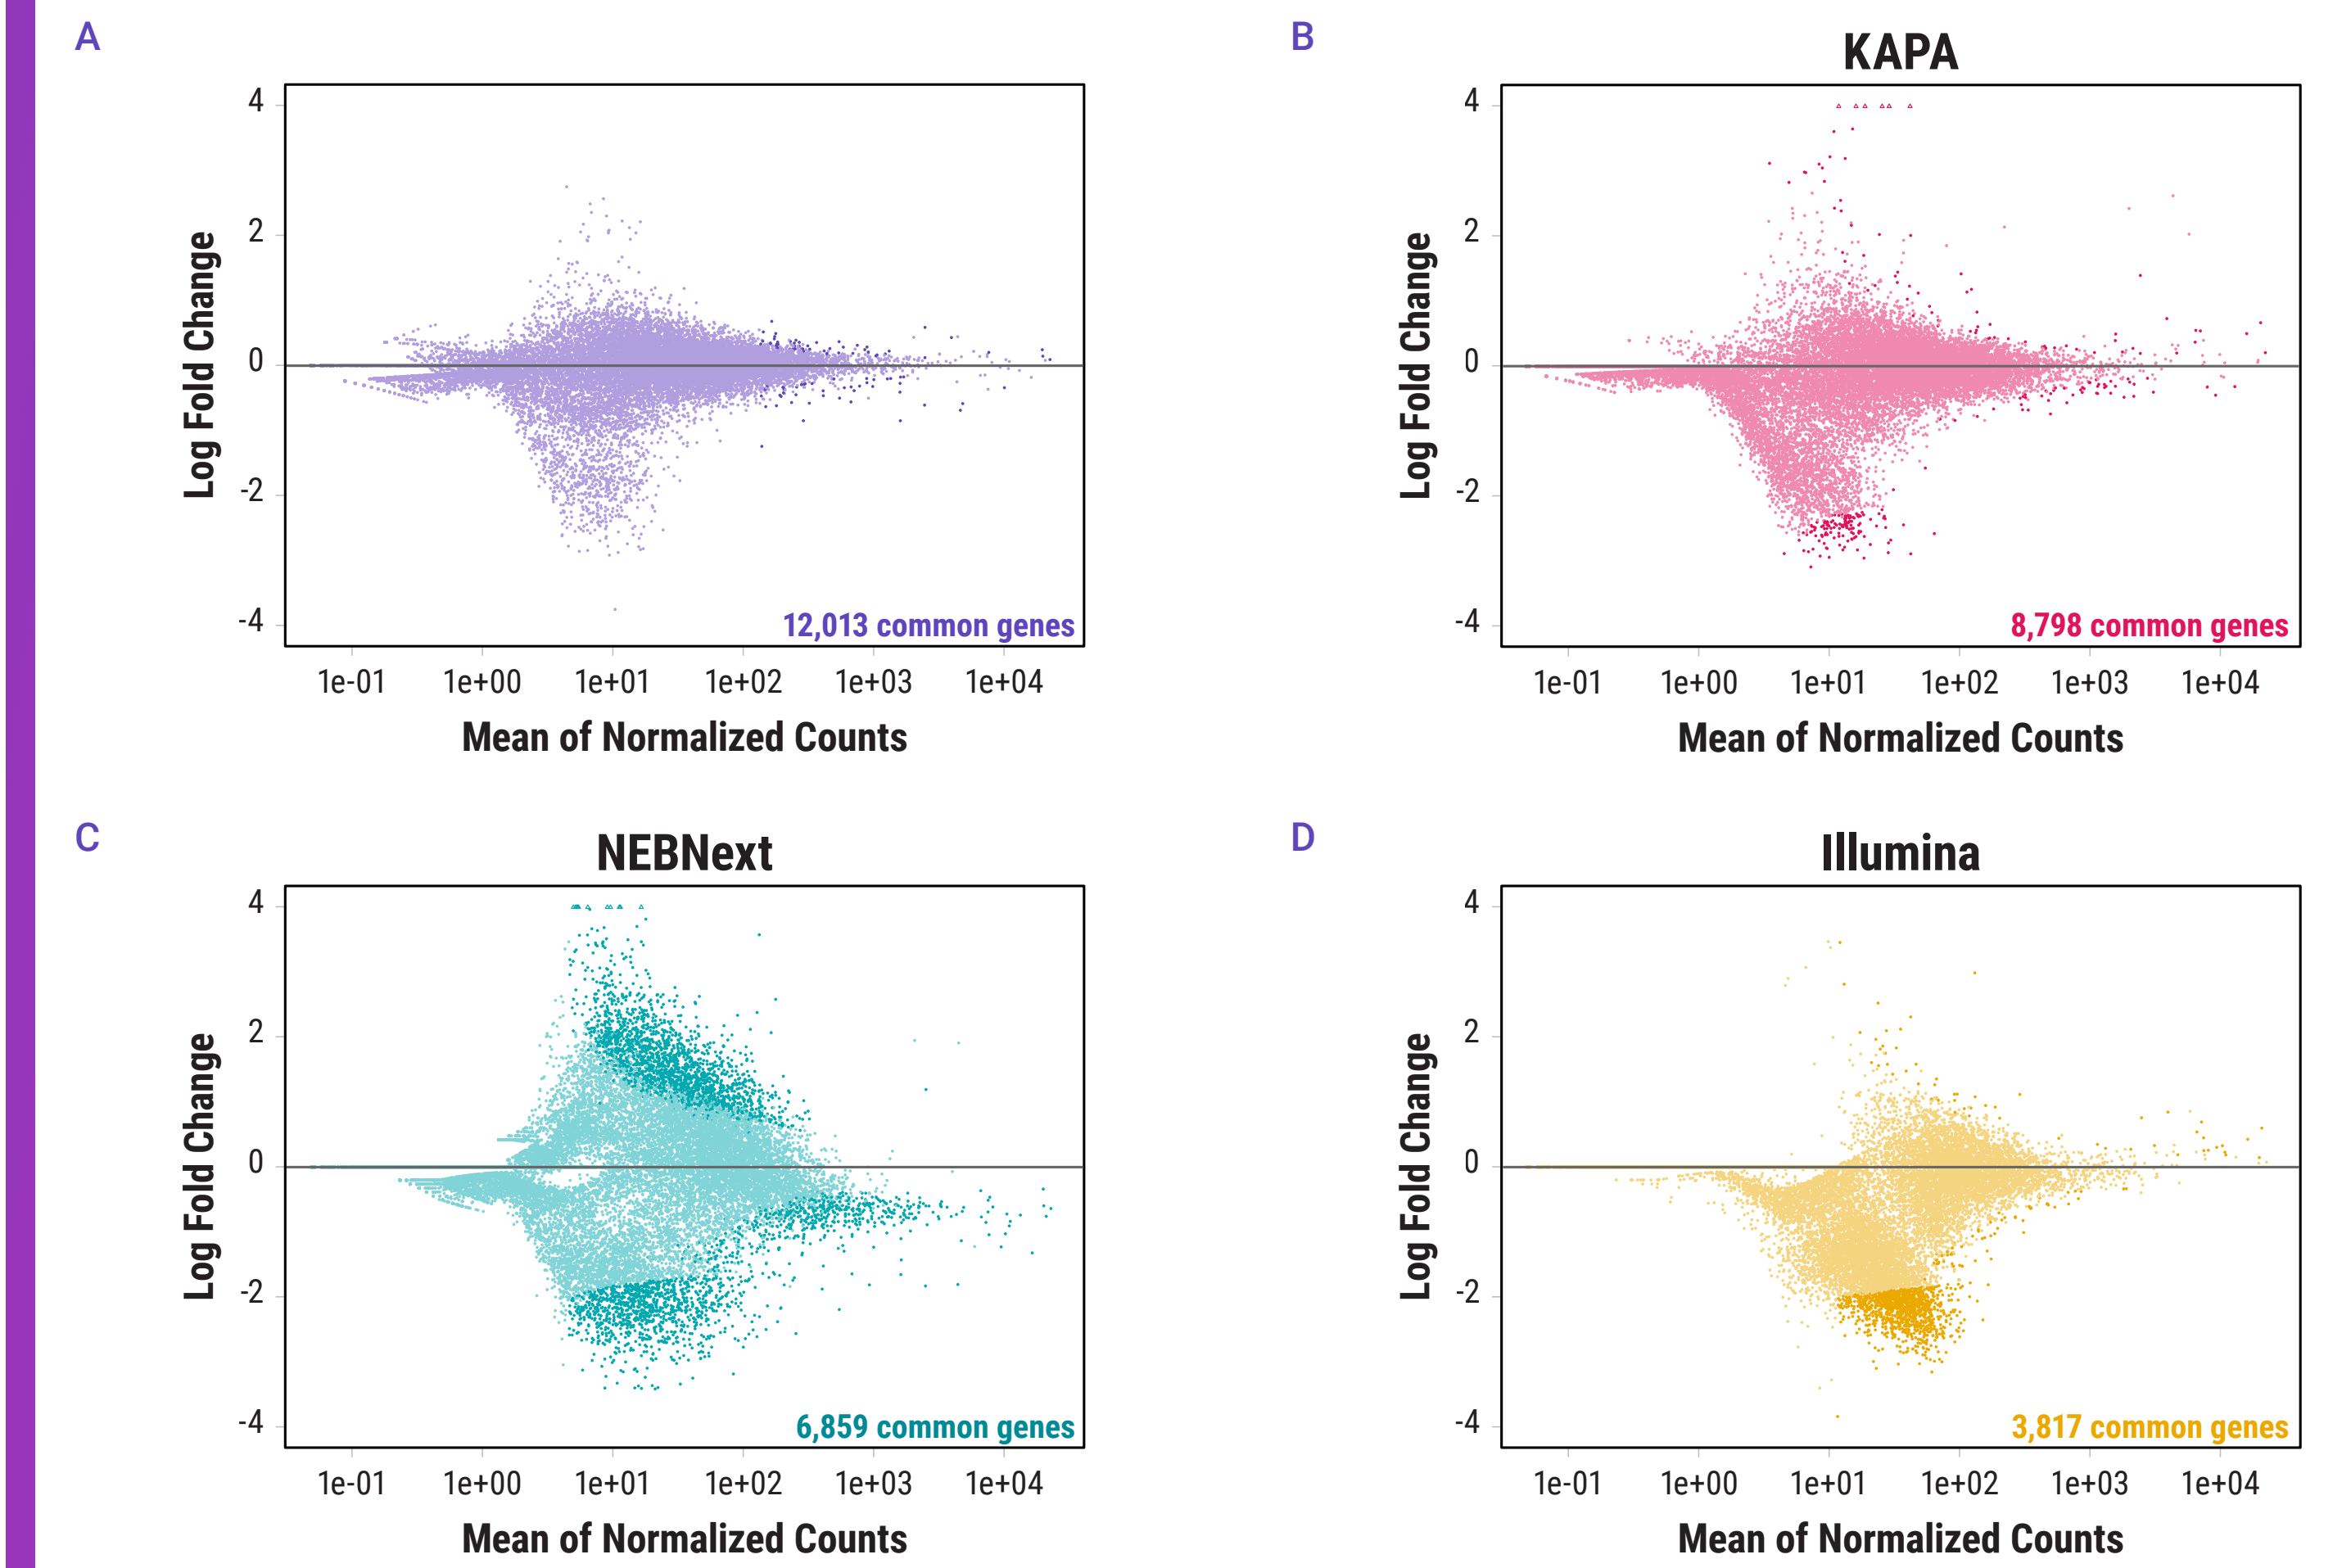 A
4
2
0
-2
-4
Log Fold Change
12,013 common genes
1e-01 1e+00 1e+01 1e+02 1e+03 1e+04
Mean of Normalized Counts
B
KAPA
4
2
0
-2
-4
Log Fold Change
8,798 common genes
1e-01 1e+00 1e+01 1e+02 1e+03 1e+04
Mean of Normalized Counts
C
NEBNext
4
2
0
-2
-4
Log Fold Change
6,859 common genes
1e-01 1e+00 1e+01 1e+02 1e+03 1e+04
Mean of Normalized Counts
D
Illumina
4
2
0
-2
-4
Log Fold Change
3,817 common genes
1e-01 1e+00 1e+01 1e+02 1e+03 1e+04
Mean of Normalized Counts